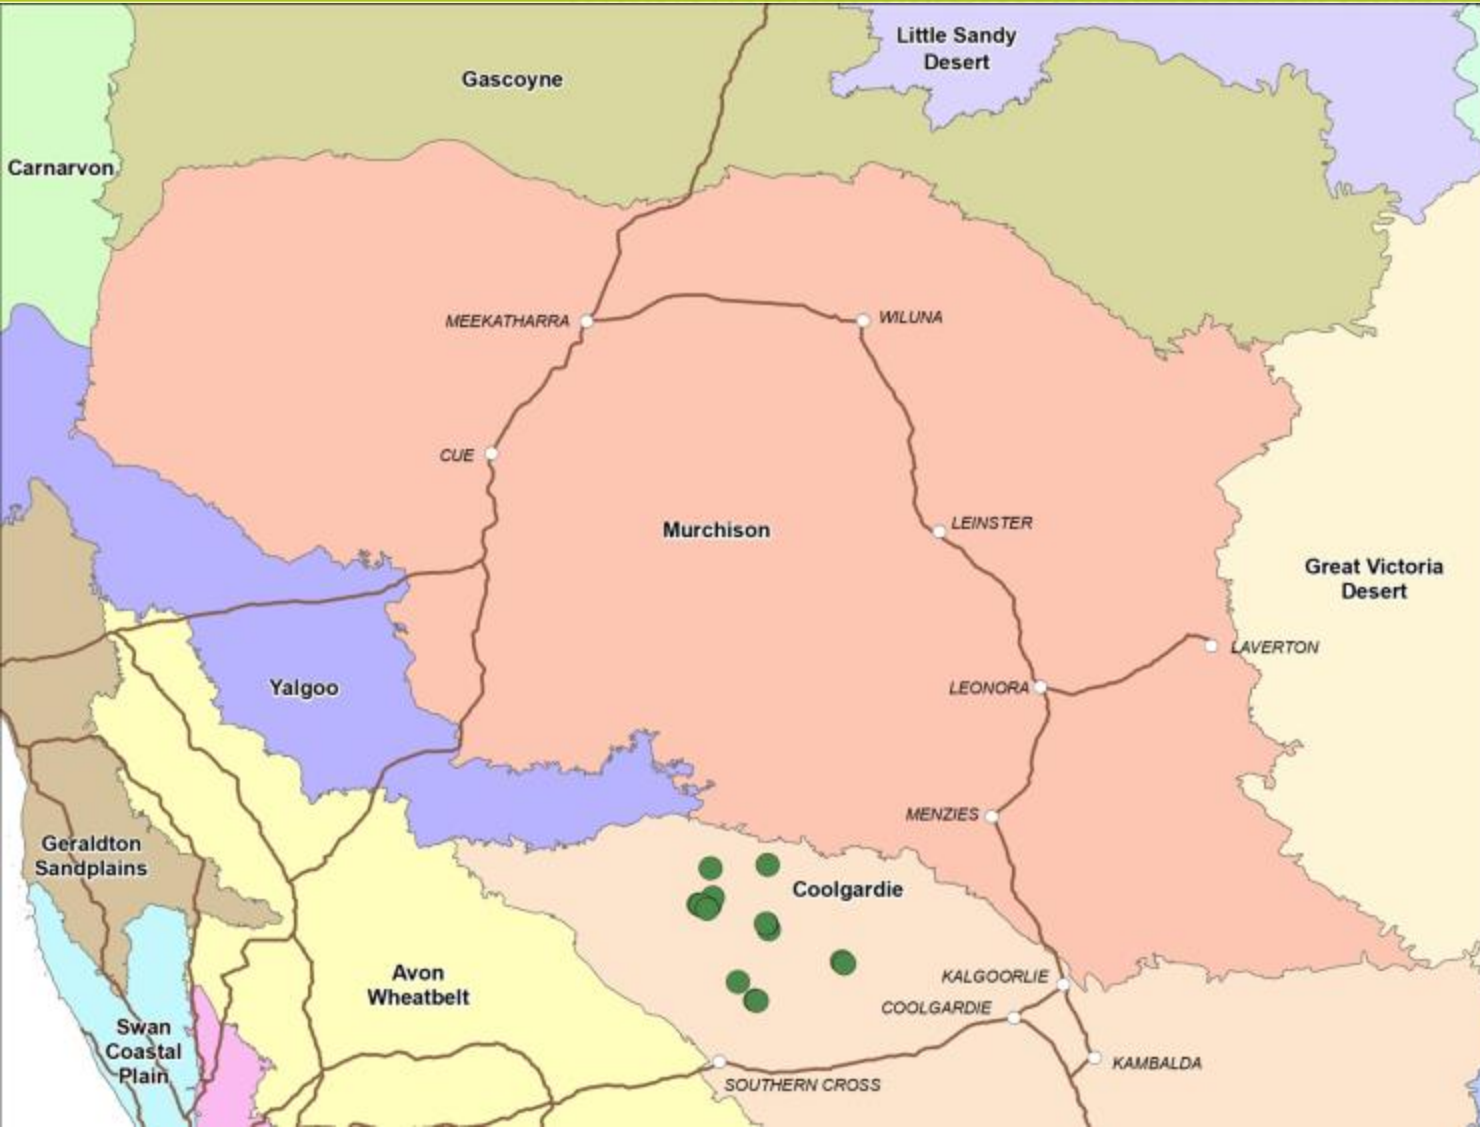 Little Sandy
Desert
Gascoyne
Carnarvon
MEEKATHARRA
WILUNA
CUE
LEINSTER
Murchison
Great Victoria
Desert
LAVERTON
Yalgoo
LEONORA
MENZIES
Geraldton
Sandplains
Coolgardie
Avon
Wheatbelt
KALGOORLIE
COOLGARDIE
Swan
Coastal
Plain
KAMBALDA
SOUTHERN CROSS